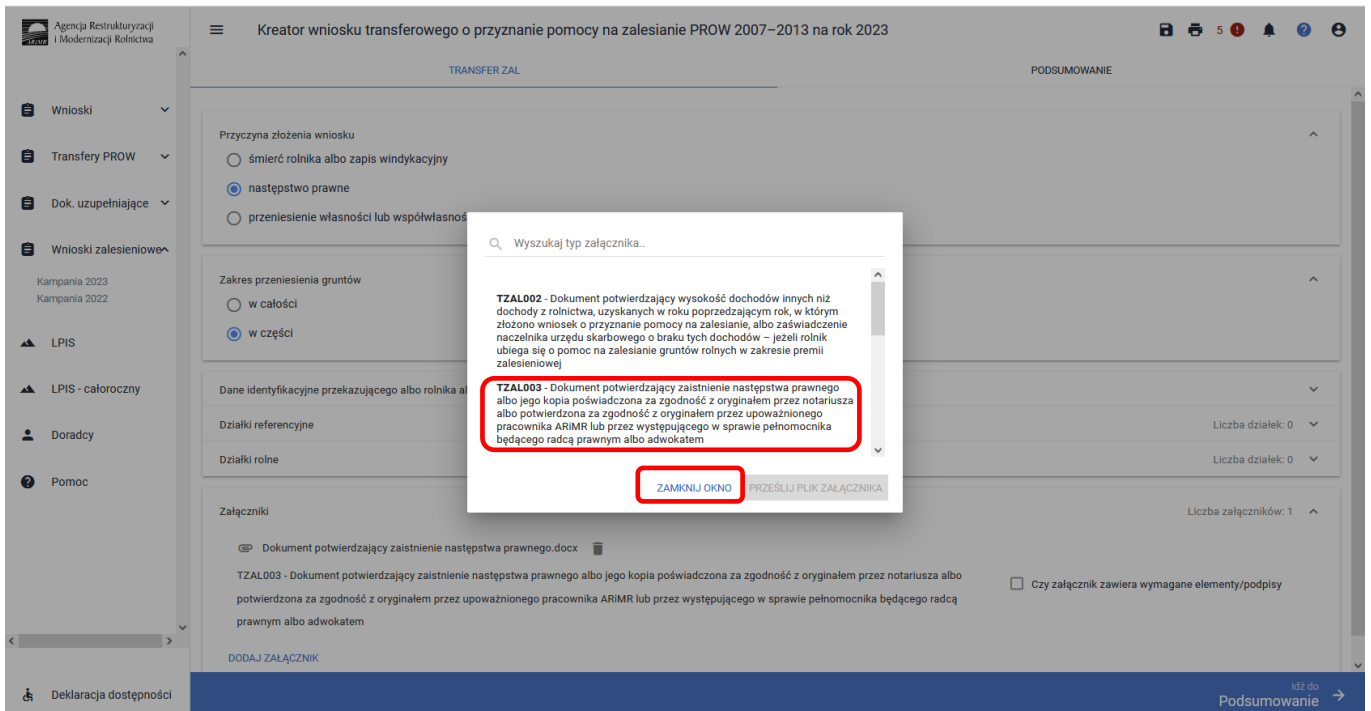 Agencja Restrukturyzacji
i Modernizacji Rolnictwa
ARiMR
Kreator wniosku transferowego o przyznanie pomocy na zalesianie PROW 2007–2013 na rok 2023
5
TRANSFER ZAL
PODSUMOWANIE
Wnioski
Transfery PROW
Dok. uzupełniające
Wnioski zalesieniowe
Kampania 2023
Kampania 2022
LPIS
LPIS - całoroczny
Doradcy
Pomoc
Deklaracja dostępności
Przyczyna złożenia wniosku
śmierć rolnika albo zapis windykacyjny
następstwo prawne
przeniesienie własności lub współwłasnoś
Zakres przeniesienia gruntów
w całości
w części
Dane identyfikacyjne przekazującego albo rolnika al
Działki referencyjne
Liczba działek: 0
Działki rolne
Liczba działek: 0
Wyszukaj typ załącznika..
TZAL002 - Dokument potwierdzający wysokość dochodów innych niż
dochody z rolnictwa, uzyskanych w roku poprzedzającym rok, w którym
złożono wniosek o przyznanie pomocy na zalesianie, albo zaświadczenie
naczelnika urzędu skarbowego o braku tych dochodów – jeżeli rolnik
ubiega się o pomoc na zalesianie gruntów rolnych w zakresie premii
zalesieniowej
TZAL003 - Dokument potwierdzający zaistnienie następstwa prawnego
albo jego kopia poświadczona za zgodność z oryginałem przez notariusza
albo potwierdzona za zgodność z oryginałem przez upoważnionego
pracownika ARiMR lub przez występującego w sprawie pełnomocnika
będącego radcą prawnym albo adwokatem
ZAMKNIJ OKNO
PRZEŚLIJ PLIK ZAŁĄCZNIKA
Załączniki
Liczba załączników: 1
Dokument potwierdzający zaistnienie następstwa prawnego.docx
TZAL003 - Dokument potwierdzający zaistnienie następstwa prawnego albo jego kopia poświadczona za zgodność z oryginałem przez notariusza albo
potwierdzona za zgodność z oryginałem przez upoważnionego pracownika ARiMR lub przez występującego w sprawie pełnomocnika będącego radcą
prawnym albo adwokatem
Czy załącznik zawiera wymagane elementy/podpisy
DODAJ ZAŁĄCZNIK
Idź do
Podsumowanie